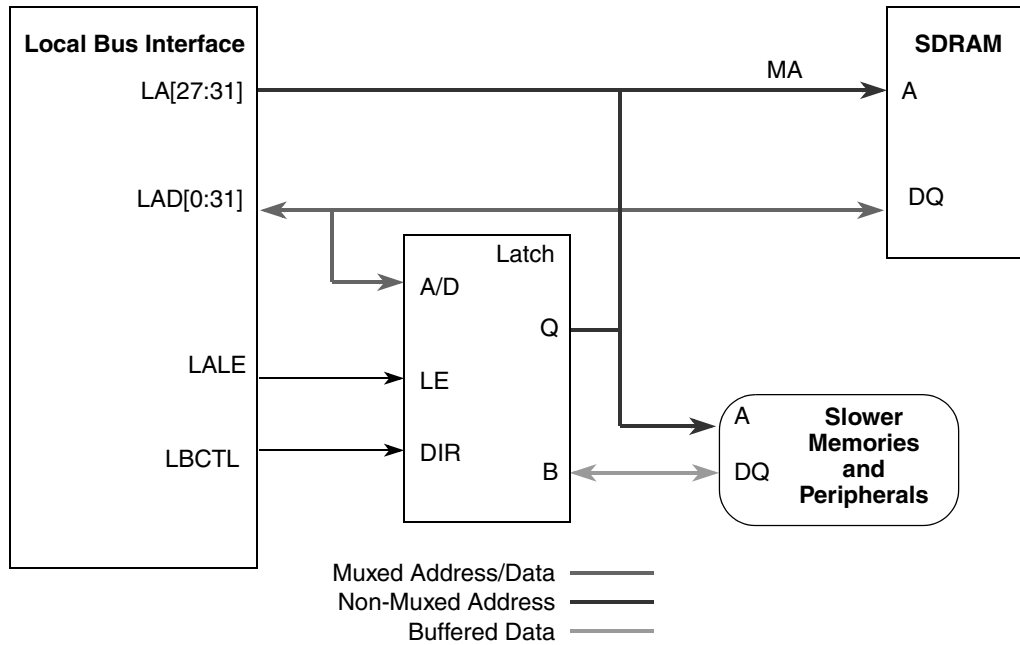 Local Bus Interface
LA[27:31]
LAD[0:31]
LALE
LBCTL
MA
SDRAM
A
DQ
Latch
A/D
Q
LE
DIR
B
A
DQ
Slower
Memories
and
Peripherals
Muxed Address/Data
Non-Muxed Address
Buffered Data